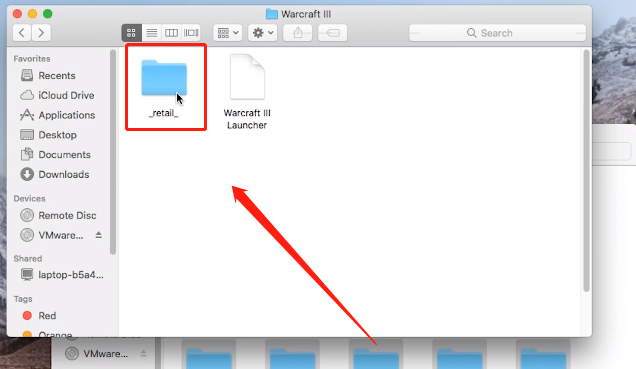 Warcraft III
Search
Favorites
Recents
iCloud Drive
Applications
Desktop
Documents
Downloads
Devices
Remote Disc
VMware...
Shared
laptop-b5a4...
Tags
Red
Orange
_retail_
Warcraft III
Launcher
VMware...